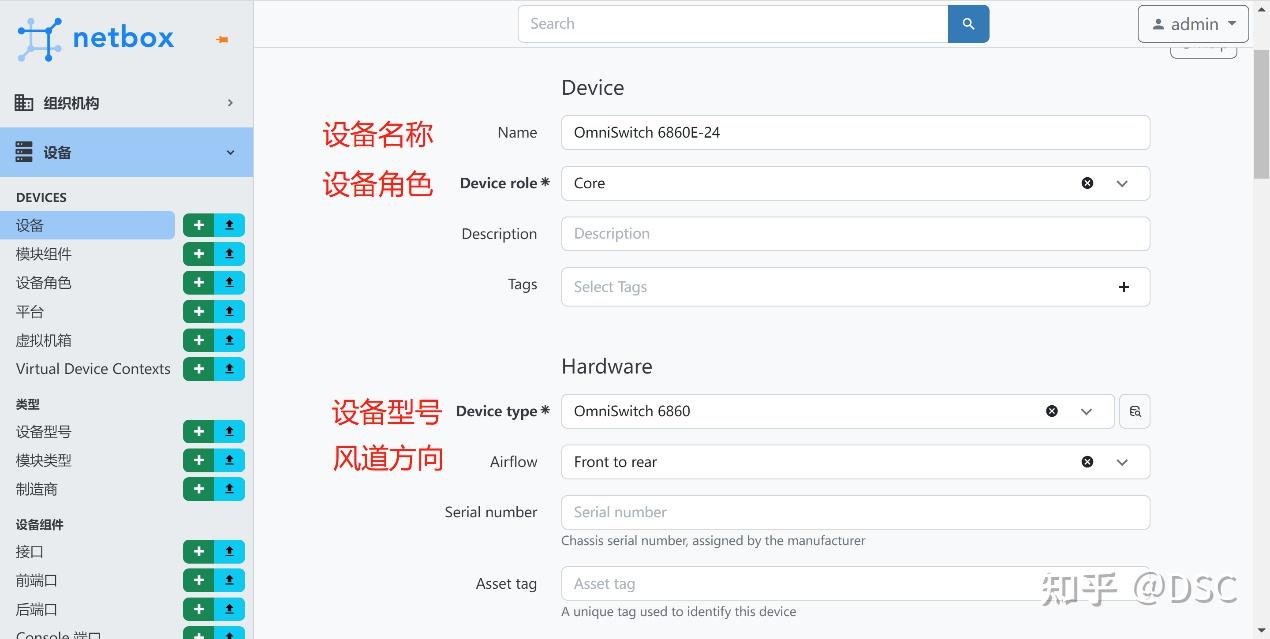 netbox
Search
admin
组织机构
设备
DEVICES
设备
模块组件
设备角色
平台
虚拟机箱
Virtual Device Contexts
类型
设备型号
模块类型
制造商
设备组件
接口
前端口
后端口
Console 端口
Device
设备名称 Name OmniSwitch 6860E-24
设备角色 Device role* Core
Description Description
Tags Select Tags
Hardware
设备型号 Device type* OmniSwitch 6860
风道方向 Airflow Front to rear
Serial number Serial number
Chassis serial number, assigned by the manufacturer
Asset tag Asset tag
A unique tag used to identify this device
知乎 @DSC